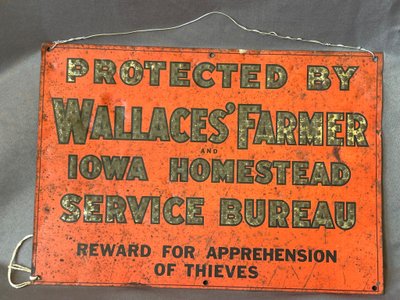 PROTECTED BY
WALLACES' FARMER
AND
IOWA HOMESTEAD
SERVICE BUREAU
REWARD FOR APPREHENSION
OF THIEVES